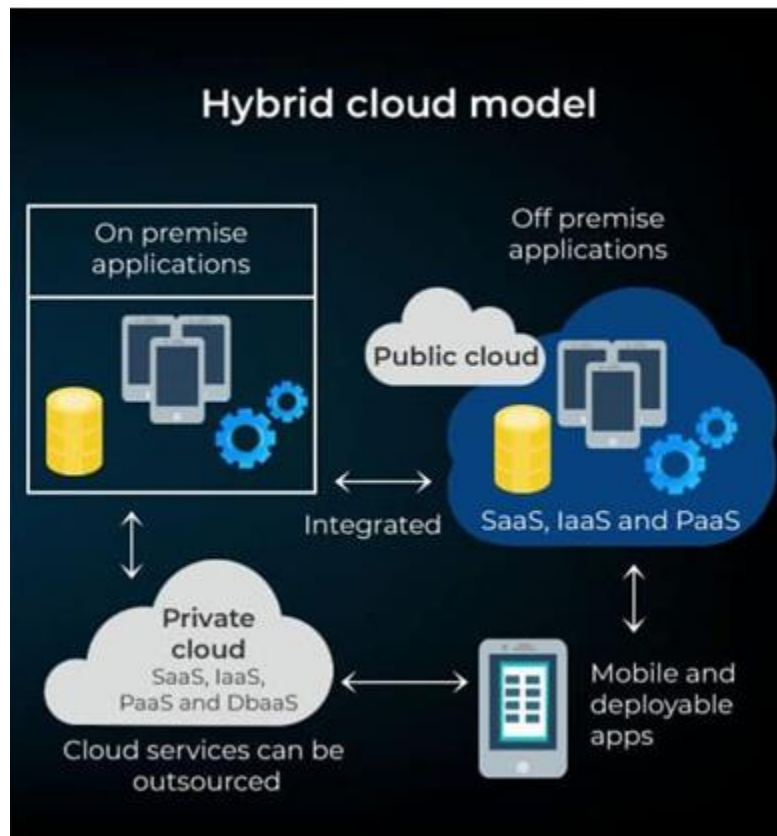 Hybrid cloud model
On premise
applications
Off premise
applications
Public cloud
SaaS, IaaS and PaaS
Integrated
Private
cloud
SaaS, IaaS,
PaaS and DbaaS
Cloud services can be
outsourced
Mobile and
deployable
apps